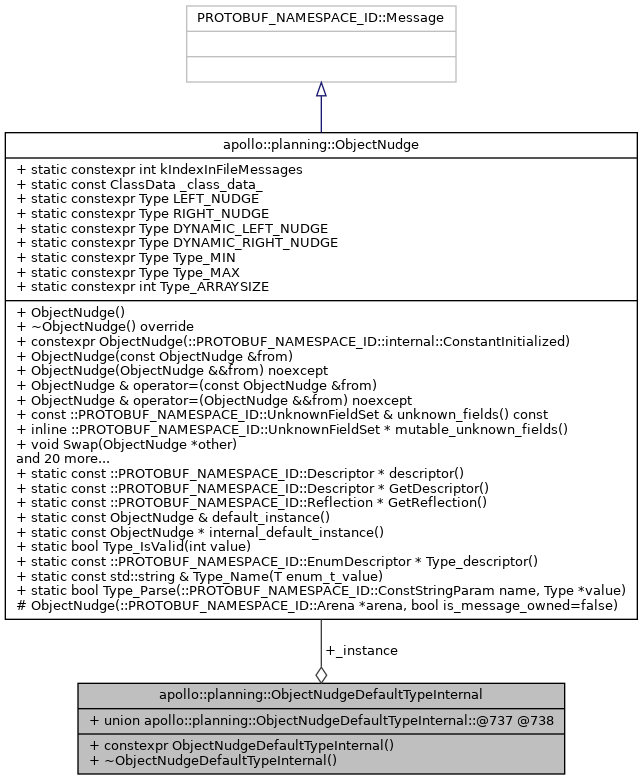 PROTOBUF_NAMESPACE_ID::Message
apollo::planning::ObjectNudge
+ static constexpr int kIndexInFileMessages
+ static const ClassData _class_data_
+ static constexpr Type LEFT_NUDGE
+ static constexpr Type RIGHT_NUDGE
+ static constexpr Type DYNAMIC_LEFT_NUDGE
+ static constexpr Type DYNAMIC_RIGHT_NUDGE
+ static constexpr Type Type_MIN
+ static constexpr Type Type_MAX
+ static constexpr int Type_ARRAYSIZE
+ ObjectNudge()
+ ~ObjectNudge() override
+ constexpr ObjectNudge(::PROTOBUF_NAMESPACE_ID::internal::ConstantInitialized)
+ ObjectNudge(const ObjectNudge &from)
+ ObjectNudge(ObjectNudge &&from) noexcept
+ ObjectNudge & operator=(const ObjectNudge &from)
+ ObjectNudge & operator=(ObjectNudge &&from) noexcept
+ const ::PROTOBUF_NAMESPACE_ID::UnknownFieldSet & unknown_fields() const
+ inline ::PROTOBUF_NAMESPACE_ID::UnknownFieldSet * mutable_unknown_fields()
+ void Swap(ObjectNudge *other)
and 20 more...
+ static const ::PROTOBUF_NAMESPACE_ID::Descriptor * descriptor()
+ static const ::PROTOBUF_NAMESPACE_ID::Descriptor * GetDescriptor()
+ static const ::PROTOBUF_NAMESPACE_ID::Reflection * GetReflection()
+ static const ObjectNudge & default_instance()
+ static const ObjectNudge * internal_default_instance()
+ static bool Type_IsValid(int value)
+ static const ::PROTOBUF_NAMESPACE_ID::EnumDescriptor * Type_descriptor()
+ static const std::string & Type_Name(T enum_t_value)
+ static bool Type_Parse(::PROTOBUF_NAMESPACE_ID::ConstStringParam name, Type *value)
# ObjectNudge(::PROTOBUF_NAMESPACE_ID::Arena *arena, bool is_message_owned=false)
+_instance
apollo::planning::ObjectNudgeDefaultTypeInternal
+ union apollo::planning::ObjectNudgeDefaultTypeInternal::@737 @738
+ constexpr ObjectNudgeDefaultTypeInternal()
+ ~ObjectNudgeDefaultTypeInternal()